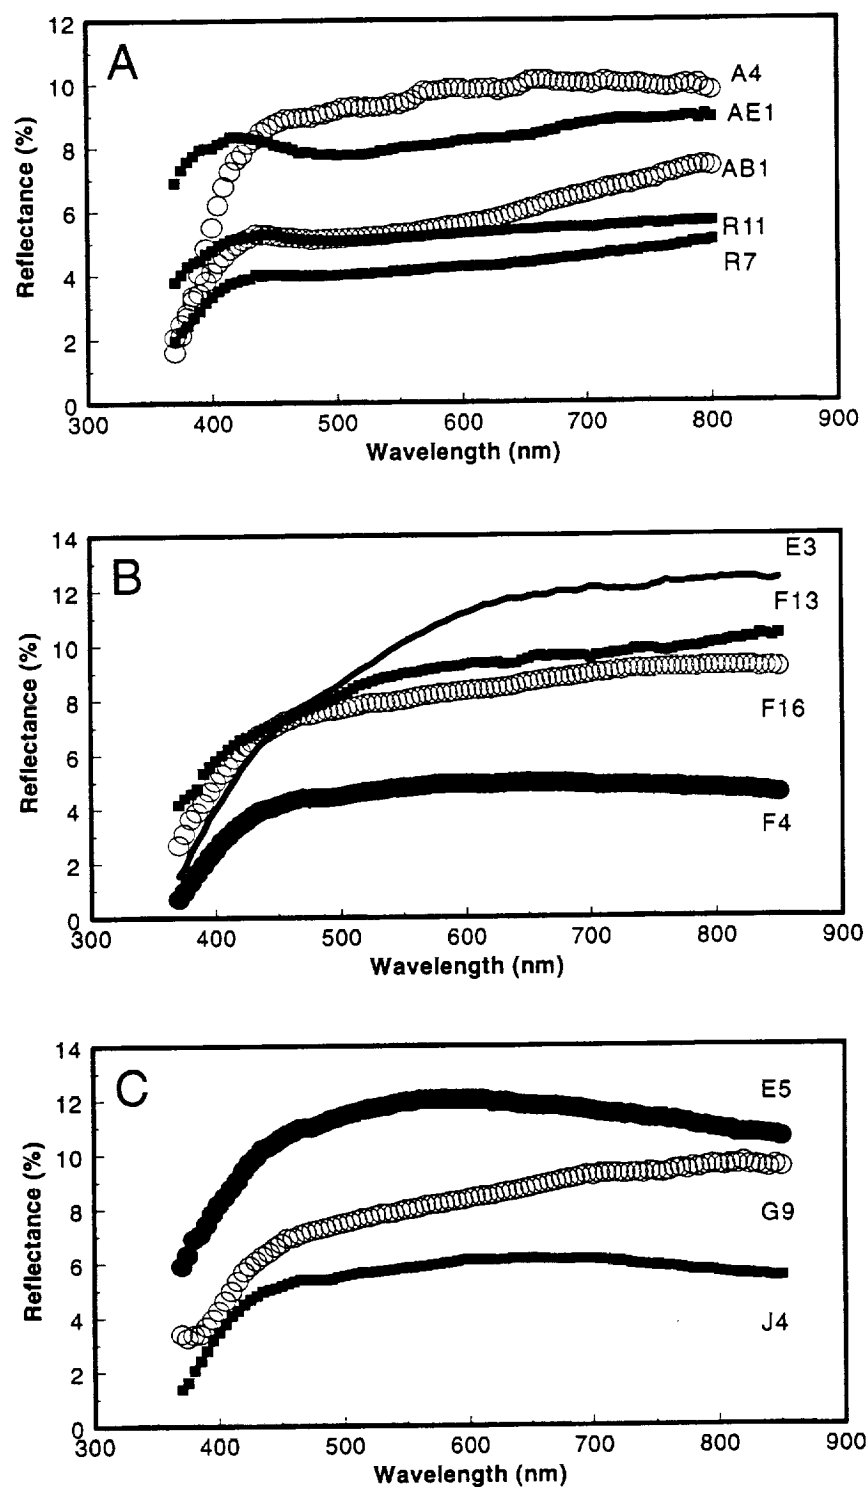 12
A
A4
10
AE1
8
AB1
6
R11
4
R7
2
0
Reflectance (%)
300 400 500 600 700 800 900
Wavelength (nm)
14
B
E3
12
F13
10
8
F16
6
4
F4
2
0
Reflectance (%)
300 400 500 600 700 800 900
Wavelength (nm)
14
C
E5
12
10
G9
8
6
J4
4
2
0
Reflectance (%)
300 400 500 600 700 800 900
Wavelength (nm)